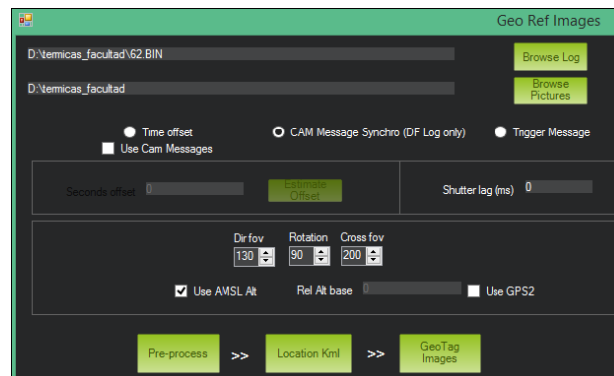 Geo Ref Images
D:\termicas_facultad\62.BIN
Browse Log
D:\termicas_facultad
Browse
Pictures
Time offset
CAM Message Synchro (DF Log only)
Trigger Message
Use Cam Messages
Seconds offset
0
Estimate
Offset
Shutter lag (ms)
0
Dir fov
Rotation
Cross fov
130
90
200
Use AMSL Alt
Rel Alt base
0
Use GPS2
Pre-process
>>
Location Kml
>>
GeoTag
Images